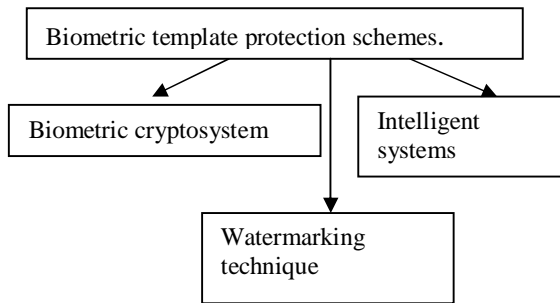 Biometric template protection schemes.
Biometric cryptosystem
Intelligent
systems
Watermarking
technique